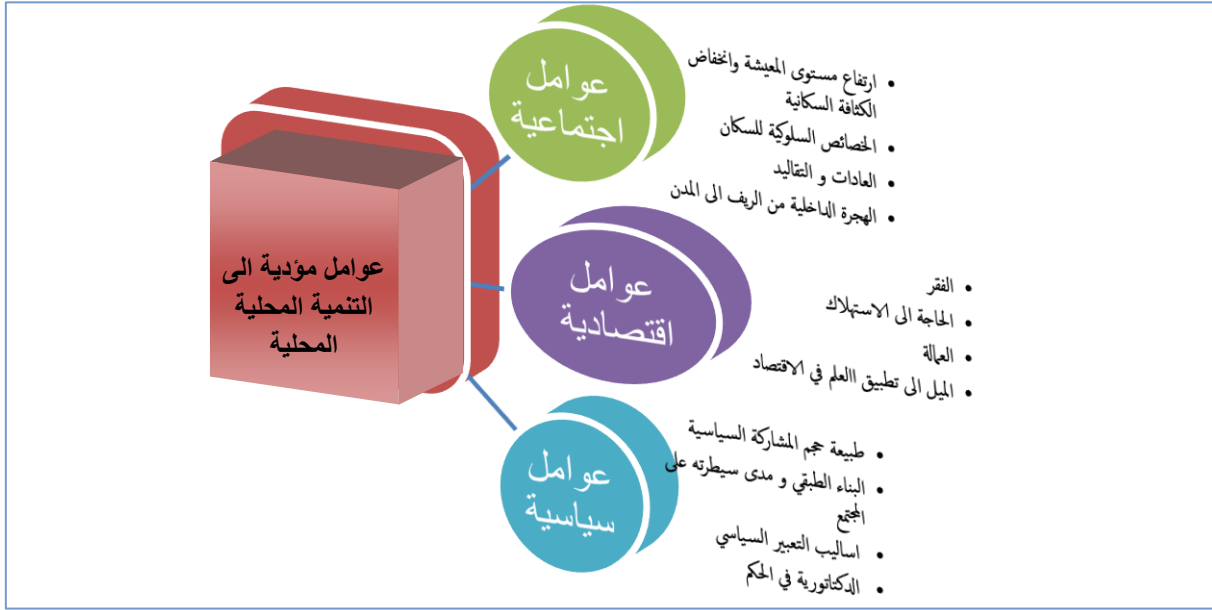 عوامل مؤدية الى
التنمية المحلية
المحلية
عوامل
اجتماعية
• ارتفاع مستوى المعيشة وانخفاض
الكثافة السكانية
• الخصائص السلوكية للسكان
• العادات و التقاليد
• الهجرة الداخلية من الريف الى المدن
عوامل
اقتصادية
• الفقر
• الحاجة الى الاستهلاك
• العمالة
• الميل الى تطبيق االعلم في الاقتصاد
عوامل
سياسية
• طبيعة حجم المشاركة السياسية
• البناء الطبقي و مدى سيطرته على
المجتمع
• اساليب التعبير السياسي
• الدكتاتورية في الحكم